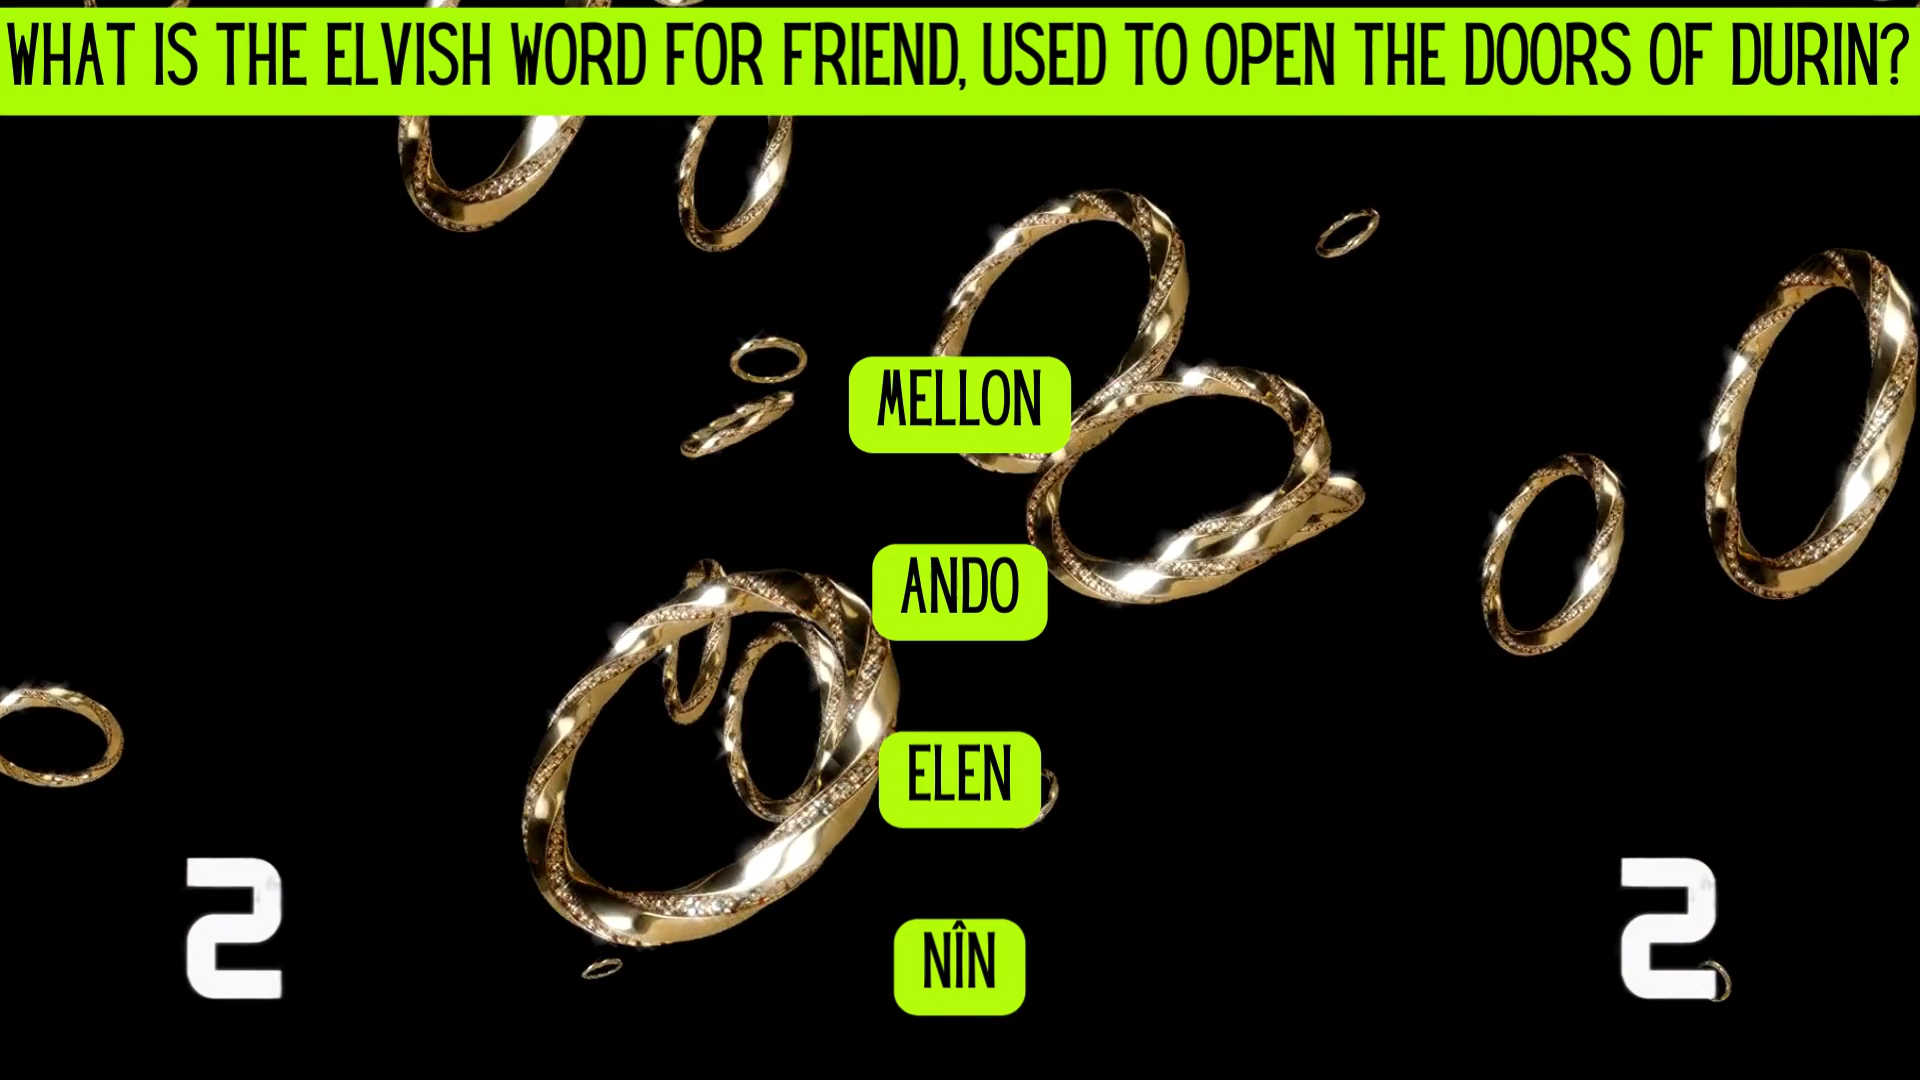 WHAT IS THE ELVISH WORD FOR FRIEND, USED TO OPEN THE DOORS OF DURIN?
MELLON
ANDO
ELEN
NÎN
2 2